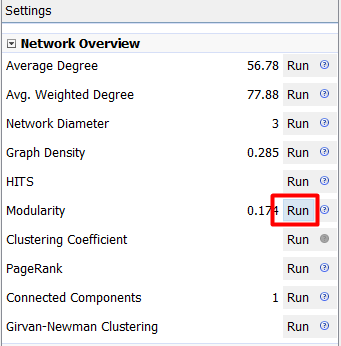 Settings
Network Overview
Average Degree 56.78 Run ?
Avg. Weighted Degree 77.88 Run ?
Network Diameter 3 Run ?
Graph Density 0.285 Run ?
HITS Run ?
Modularity 0.174 Run ?
Clustering Coefficient Run
PageRank Run ?
Connected Components 1 Run ?
Girvan-Newman Clustering Run ?